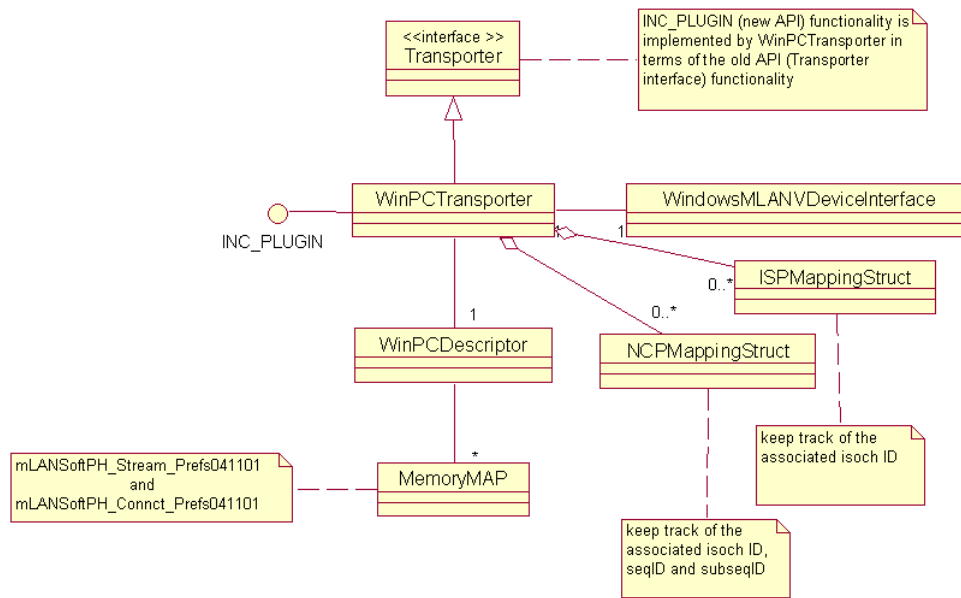 <<interface >>
Transporter
INC_PLUGIN (new API) functionality is
implemented by WinPCTransporter in
terms of the old API (Transporter
interface) functionality
WinPCTransporter
WindowsMLANVDeviceInterface
INC_PLUGIN
1
1
ISPMappingStruct
0..*
0..*
1
WinPCDescriptor
NCPMappingStruct
keep track of the
associated isoch ID
mLANSoftPH_Stream_Prefs041101
and
mLANSoftPH_Connct_Prefs041101
*
MemoryMAP
keep track of the
associated isoch ID,
seqID and subseqID